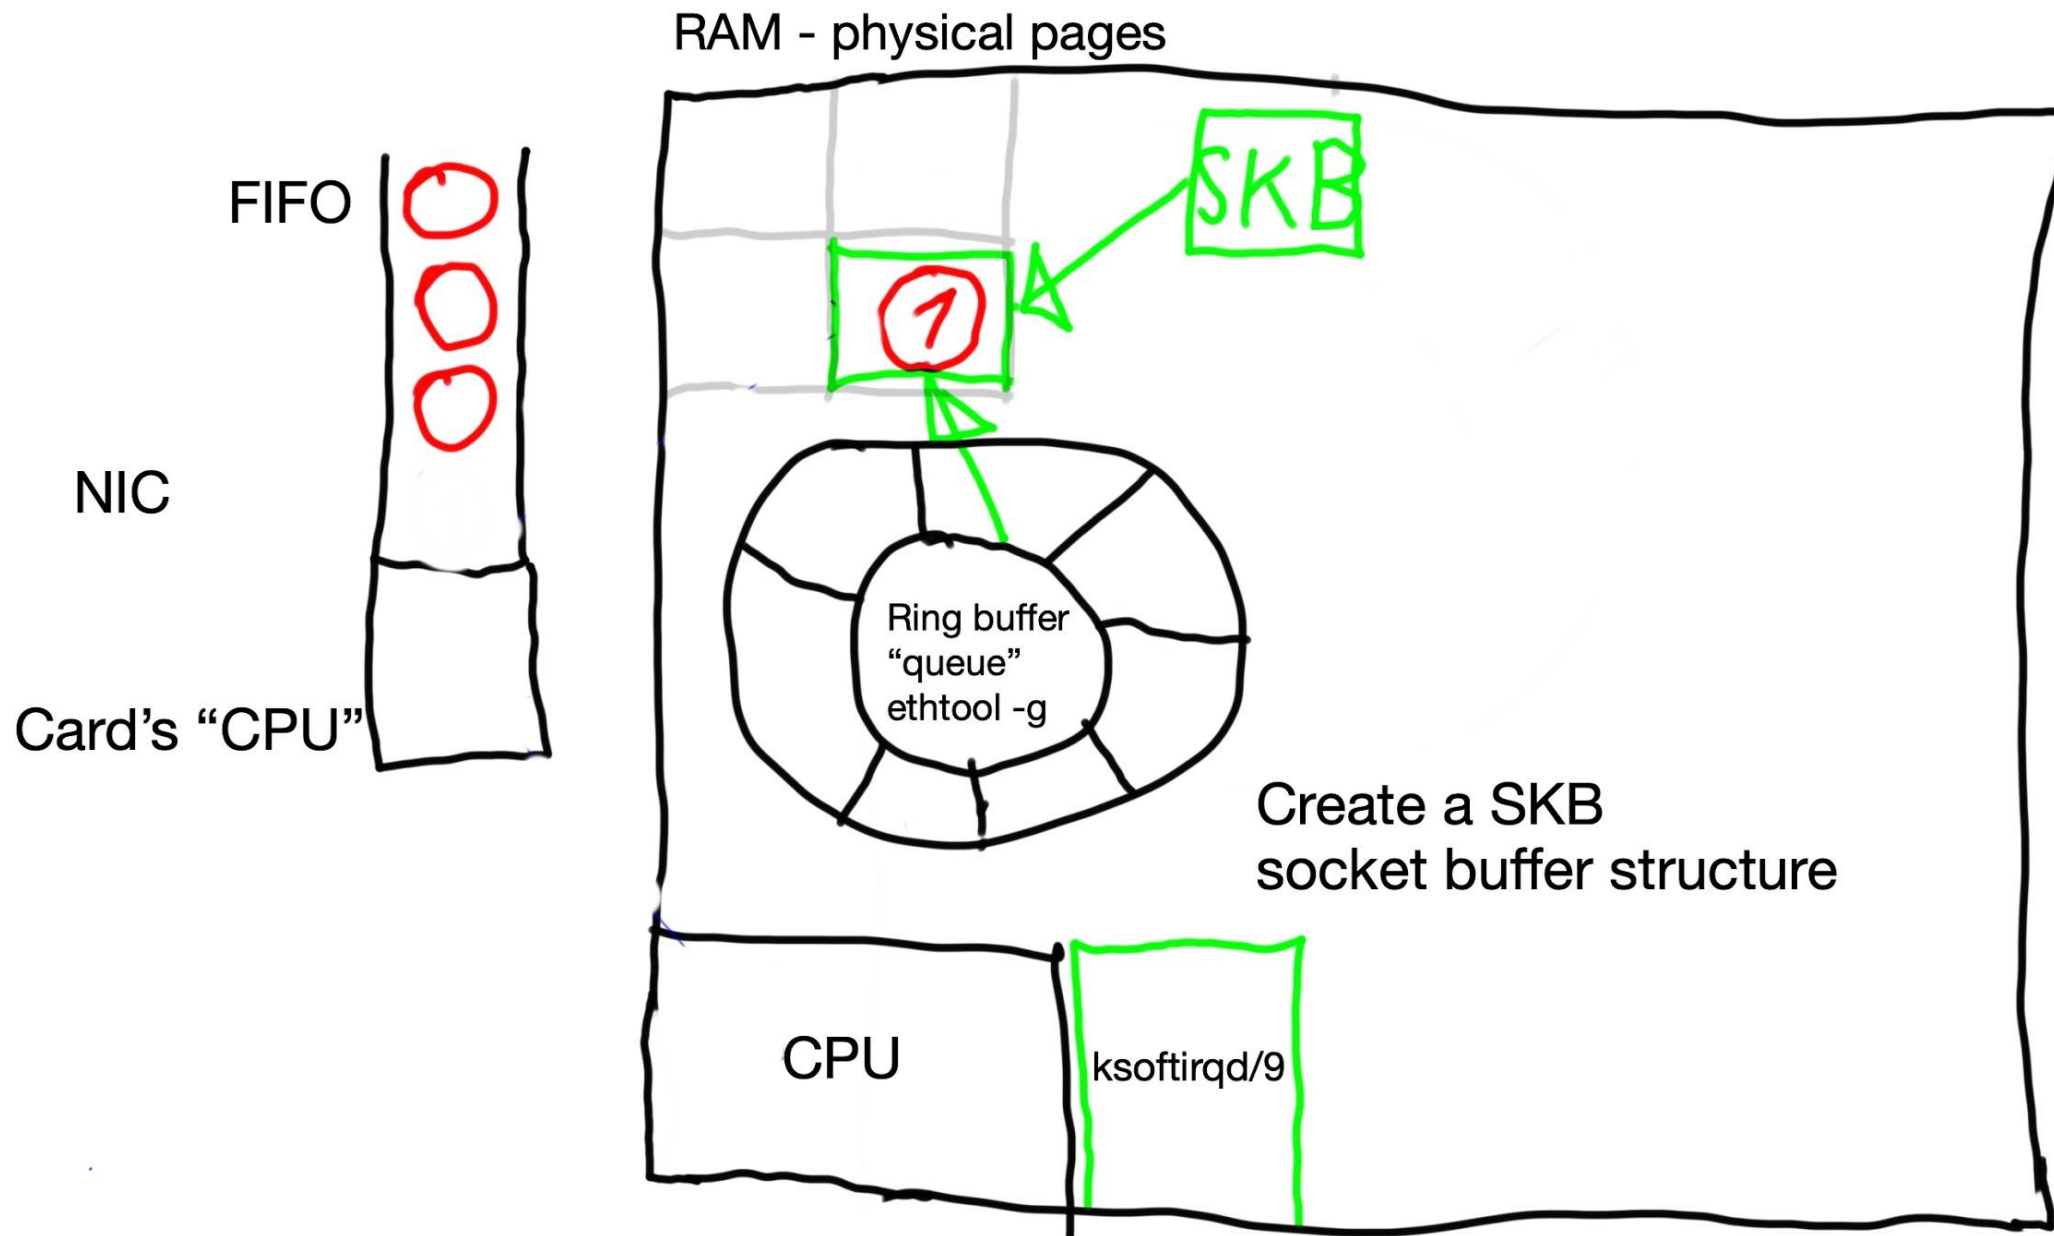 RAM - physical pages
FIFO
SKB
1
NIC
Ring buffer
“queue”
ethtool -g
Card’s “CPU”
Create a SKB
socket buffer structure
CPU
ksoftirqd/9